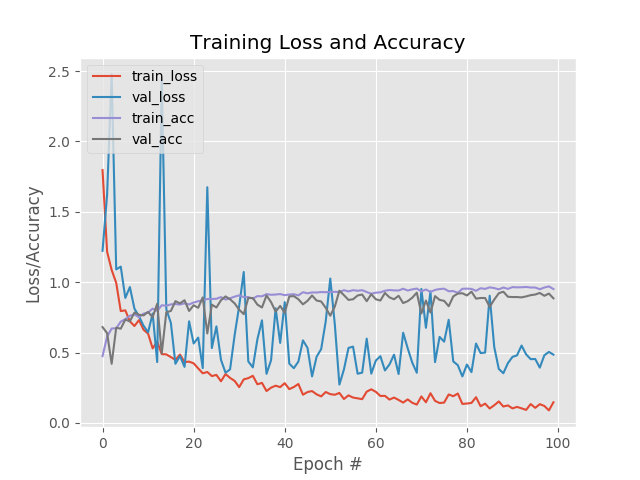 Training Loss and Accuracy
train_loss
val_loss
train_acc
val_acc
2.5
2.0
1.5
1.0
0.5
0.0
Loss/Accuracy
0 20 40 60 80 100
Epoch #